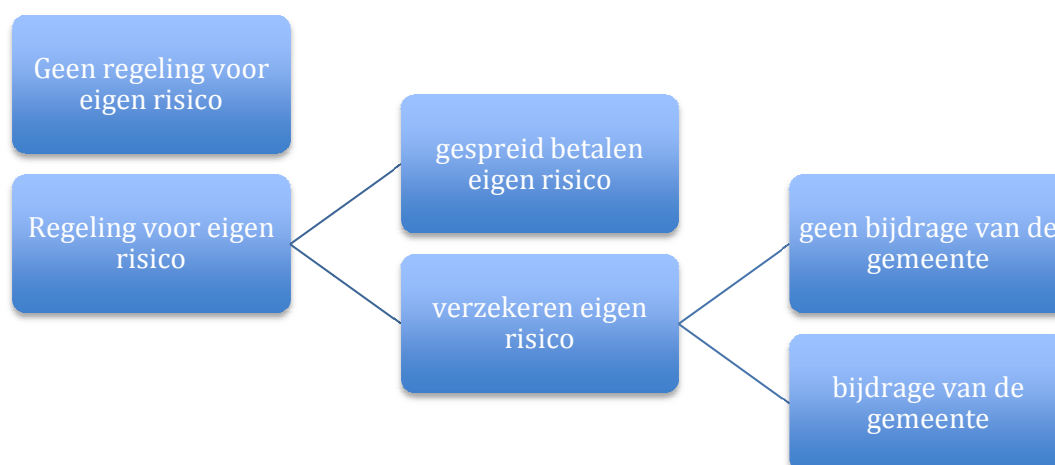 Geen regeling voor
eigen risico
Regeling voor eigen
risico
gespreid betalen
eigen risico
verzekeren eigen
risico
geen bijdrage van de
gemeente
bijdrage van de
gemeente